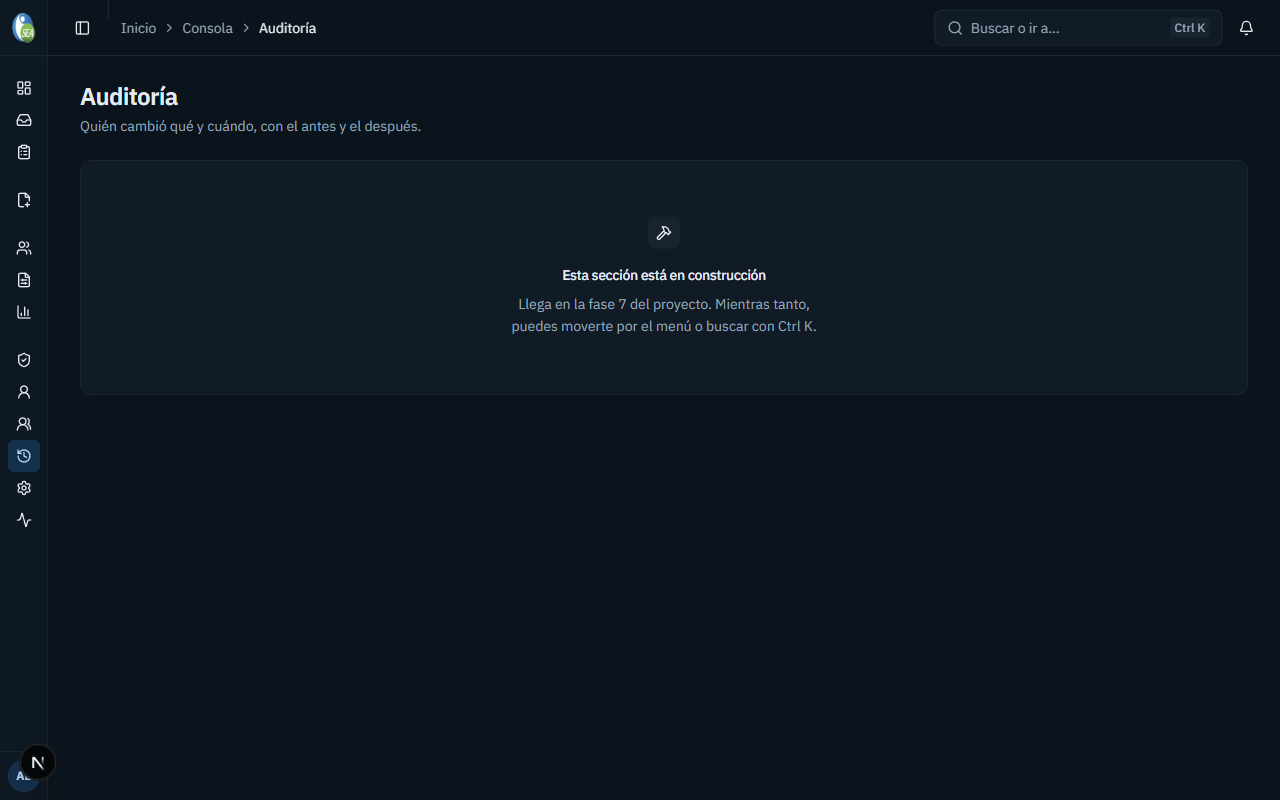 SEA
Inicio > Consola > Auditoría
Buscar o ir a...
Ctrl K
Auditoría
Quién cambió qué y cuándo, con el antes y el después.
Esta sección está en construcción
Llega en la fase 7 del proyecto. Mientras tanto,
puedes moverte por el menú o buscar con Ctrl K.
N